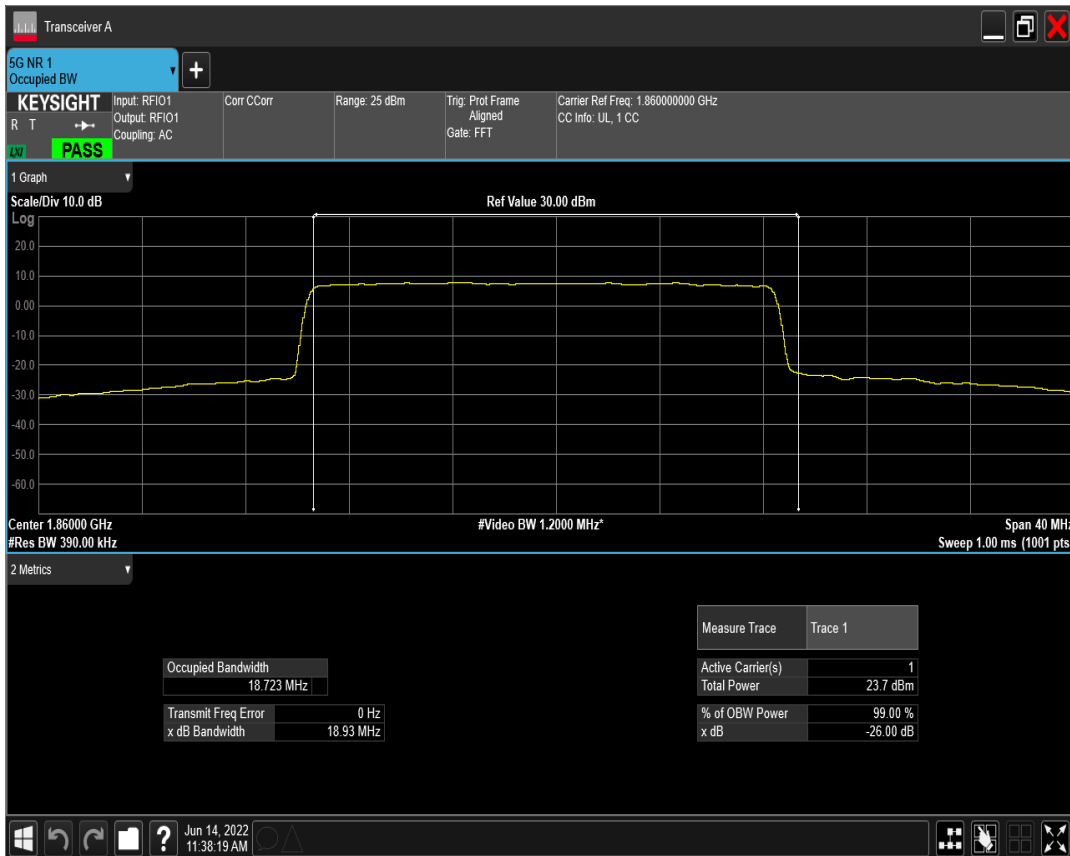 Transceiver A
5G NR 1
Occupied BW
+
KEYSIGHT
R T
LXI
PASS
Input: RFIO1
Output: RFIO1
Coupling: AC
Corr CCorr
Range: 25 dBm
Trig: Prot Frame
Aligned
Gate: FFT
Carrier Ref Freq: 1.860000000 GHz
CC Info: UL, 1 CC
1 Graph
Scale/Div 10.0 dB
Ref Value 30.00 dBm
Log
20.0
10.0
0.00
-10.0
-20.0
-30.0
-40.0
-50.0
-60.0
Center 1.86000 GHz
#Video BW 1.2000 MHz*
Span 40 MHz
#Res BW 390.00 kHz
Sweep 1.00 ms (1001 pts
2 Metrics
Measure Trace Trace 1
Occupied Bandwidth
18.723 MHz
Active Carrier(s) 1
Total Power 23.7 dBm
Transmit Freq Error 0 Hz
x dB Bandwidth 18.93 MHz
% of OBW Power 99.00 %
x dB -26.00 dB
?
Jun 14, 2022
11:38:19 AM